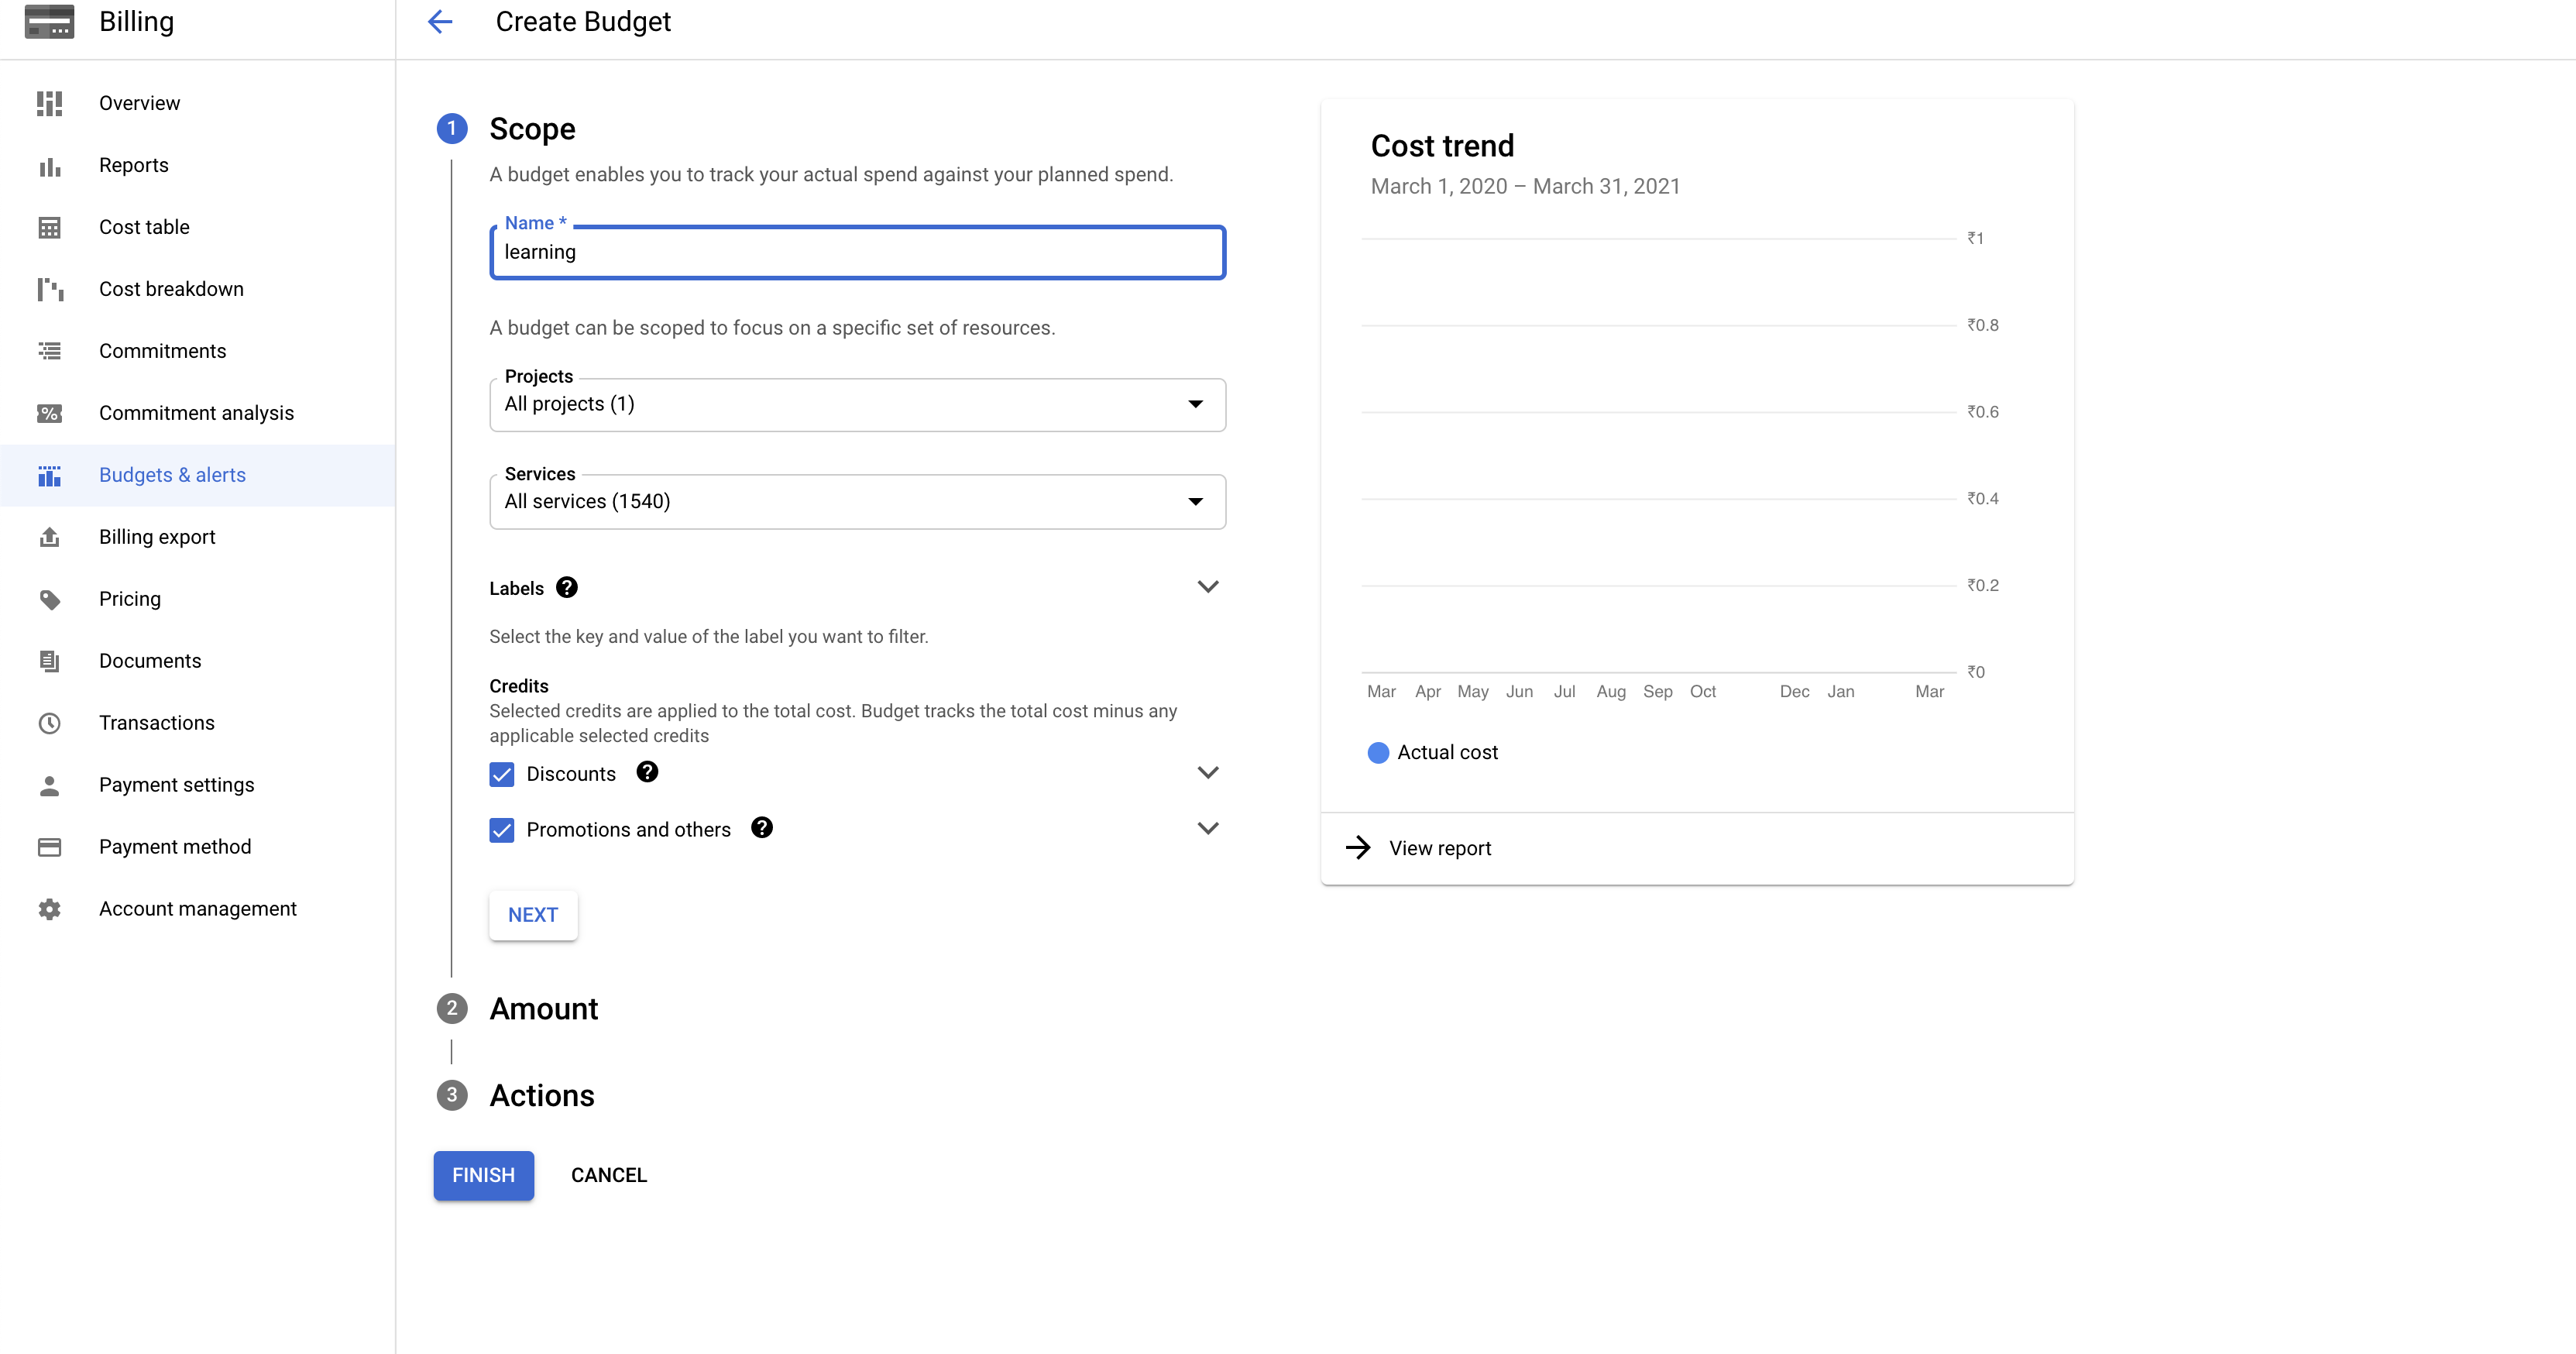 Billing
Create Budget
Overview
Reports
Cost table
Cost breakdown
Commitments
% Commitment analysis
Budgets & alerts
Billing export
Pricing
Documents
Transactions
Payment settings
Payment method
Account management
1 Scope
A budget enables you to track your actual spend against your planned spend.
Name *
learning
A budget can be scoped to focus on a specific set of resources.
Projects
All projects (1)
Services
All services (1540)
Labels ?
Select the key and value of the label you want to filter.
Credits
Selected credits are applied to the total cost. Budget tracks the total cost minus any
applicable selected credits
Discounts ?
Promotions and others ?
NEXT
2 Amount
3 Actions
FINISH CANCEL
Cost trend
March 1, 2020 – March 31, 2021
₹1
₹0.8
₹0.6
₹0.4
₹0.2
₹0
Mar Apr May Jun Jul Aug Sep Oct Dec Jan Mar
Actual cost
View report